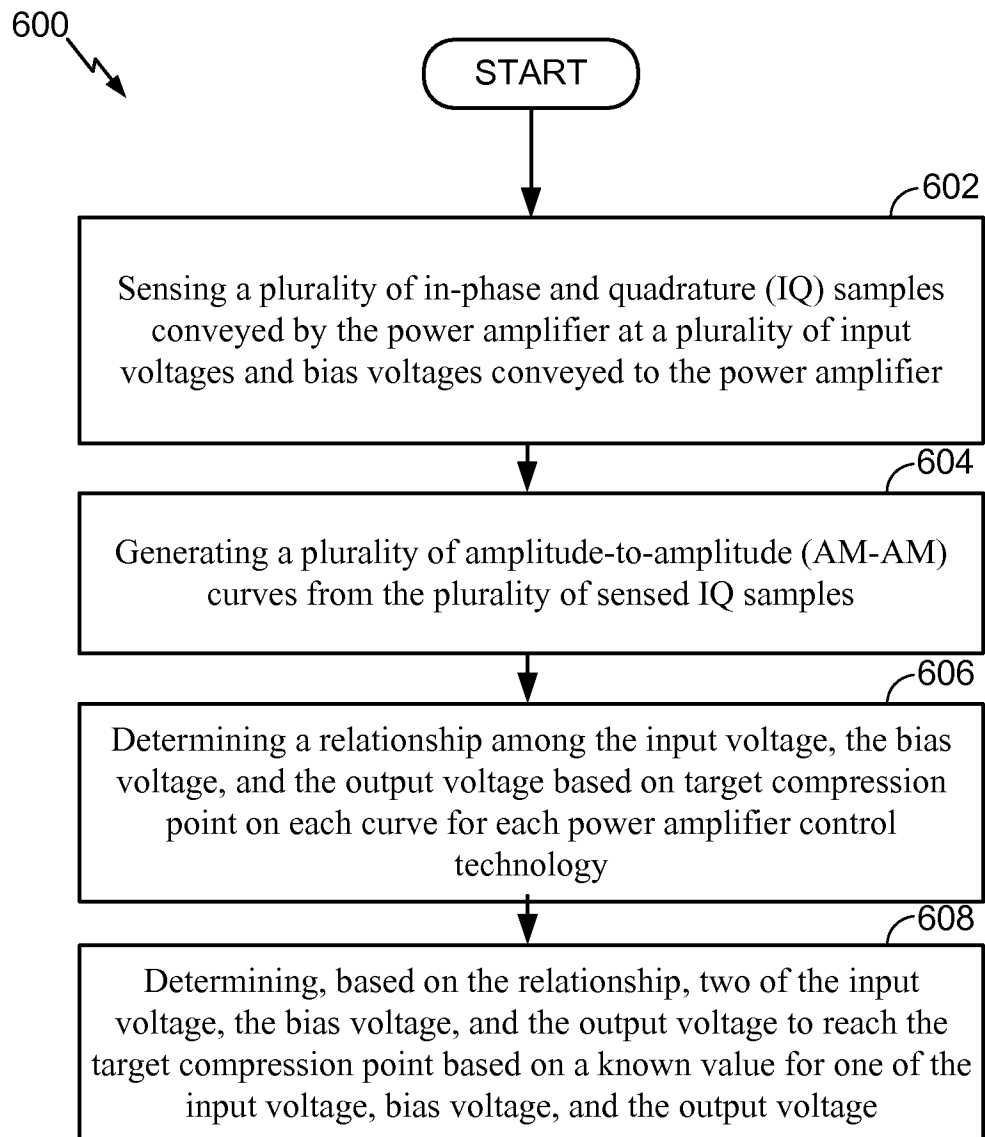 600
START
602
Sensing a plurality of in-phase and quadrature (IQ) samples
conveyed by the power amplifier at a plurality of input
voltages and bias voltages conveyed to the power amplifier
604
Generating a plurality of amplitude-to-amplitude (AM-AM)
curves from the plurality of sensed IQ samples
606
Determining a relationship among the input voltage, the bias
voltage, and the output voltage based on target compression
point on each curve for each power amplifier control
technology
608
Determining, based on the relationship, two of the input
voltage, the bias voltage, and the output voltage to reach the
target compression point based on a known value for one of the
input voltage, bias voltage, and the output voltage